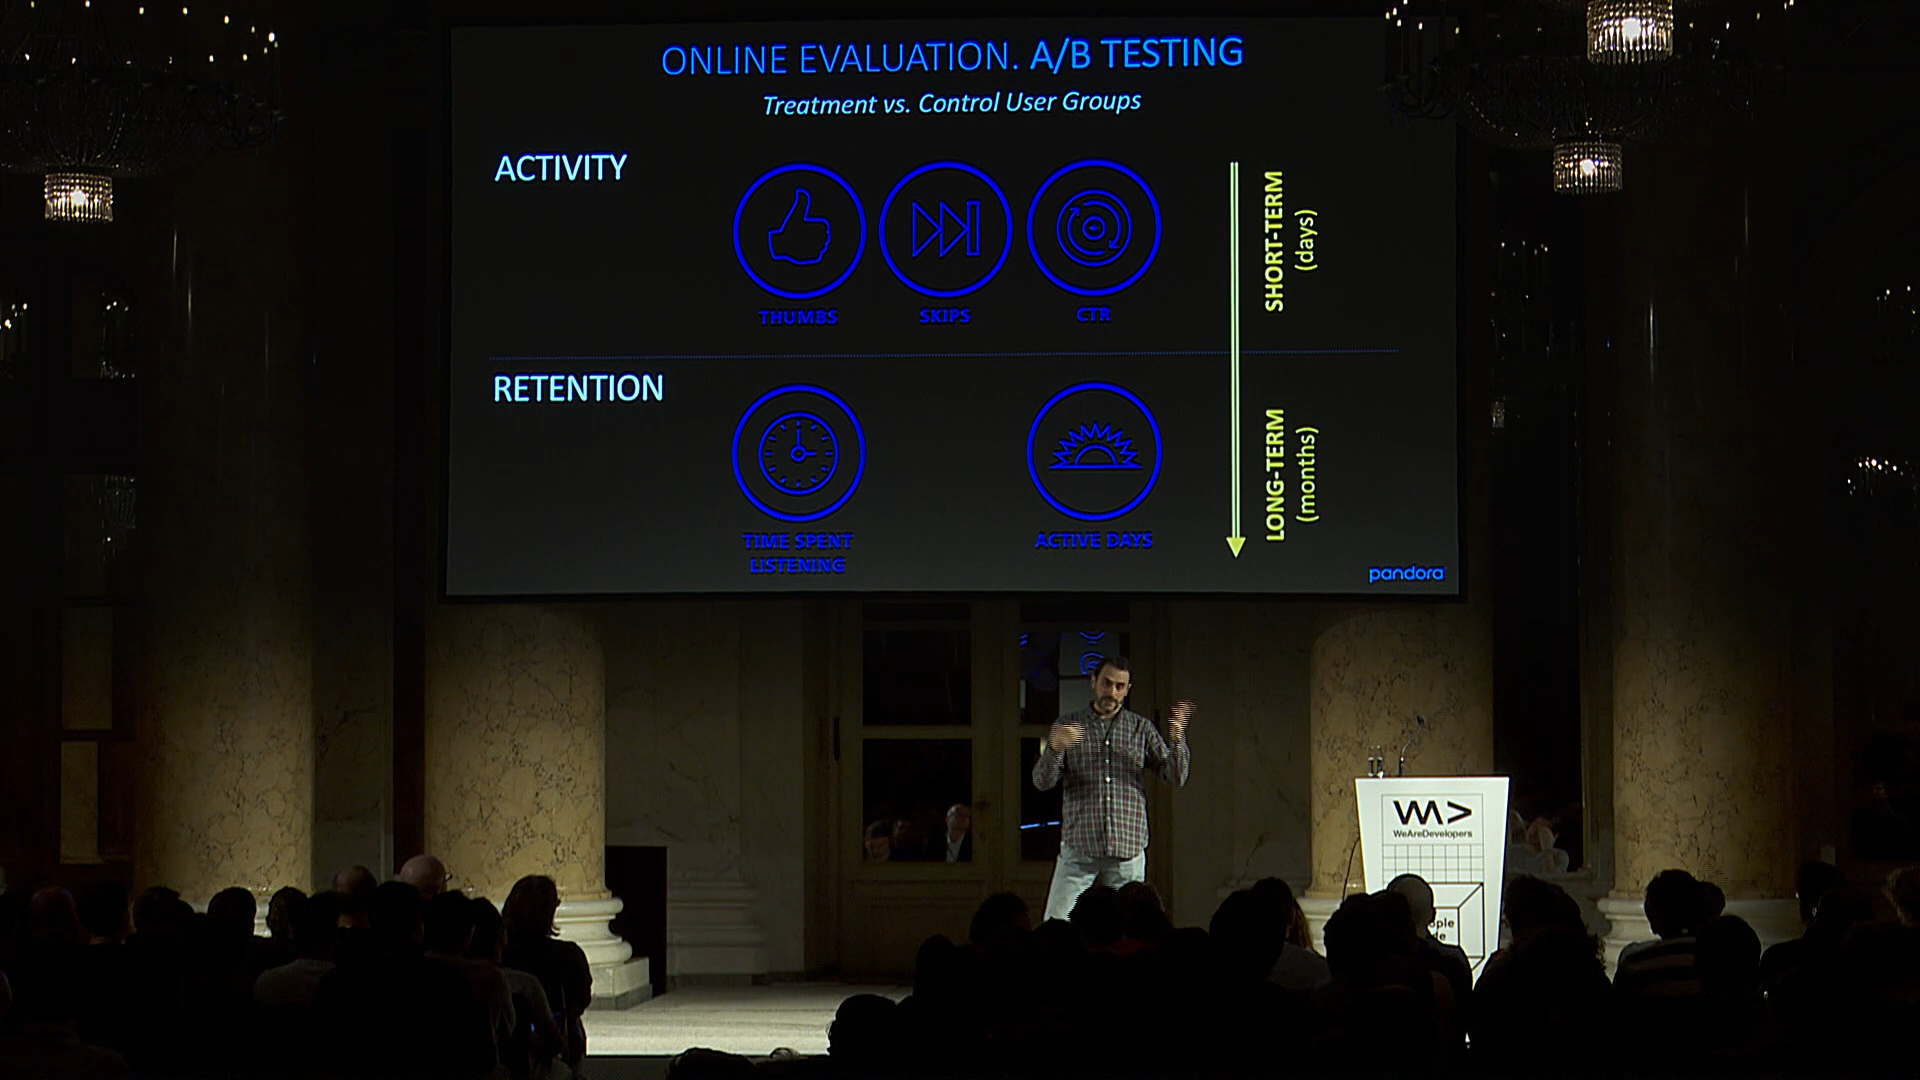 ONLINE EVALUATION. A/B TESTING
Treatment vs. Control User Groups
ACTIVITY
THUMBS
SKIPS
CTR
SHORT-TERM
(days)
RETENTION
TIME SPENT
LISTENING
ACTIVE DAYS
LONG-TERM
(months)
pandora
WeAreDevelopers